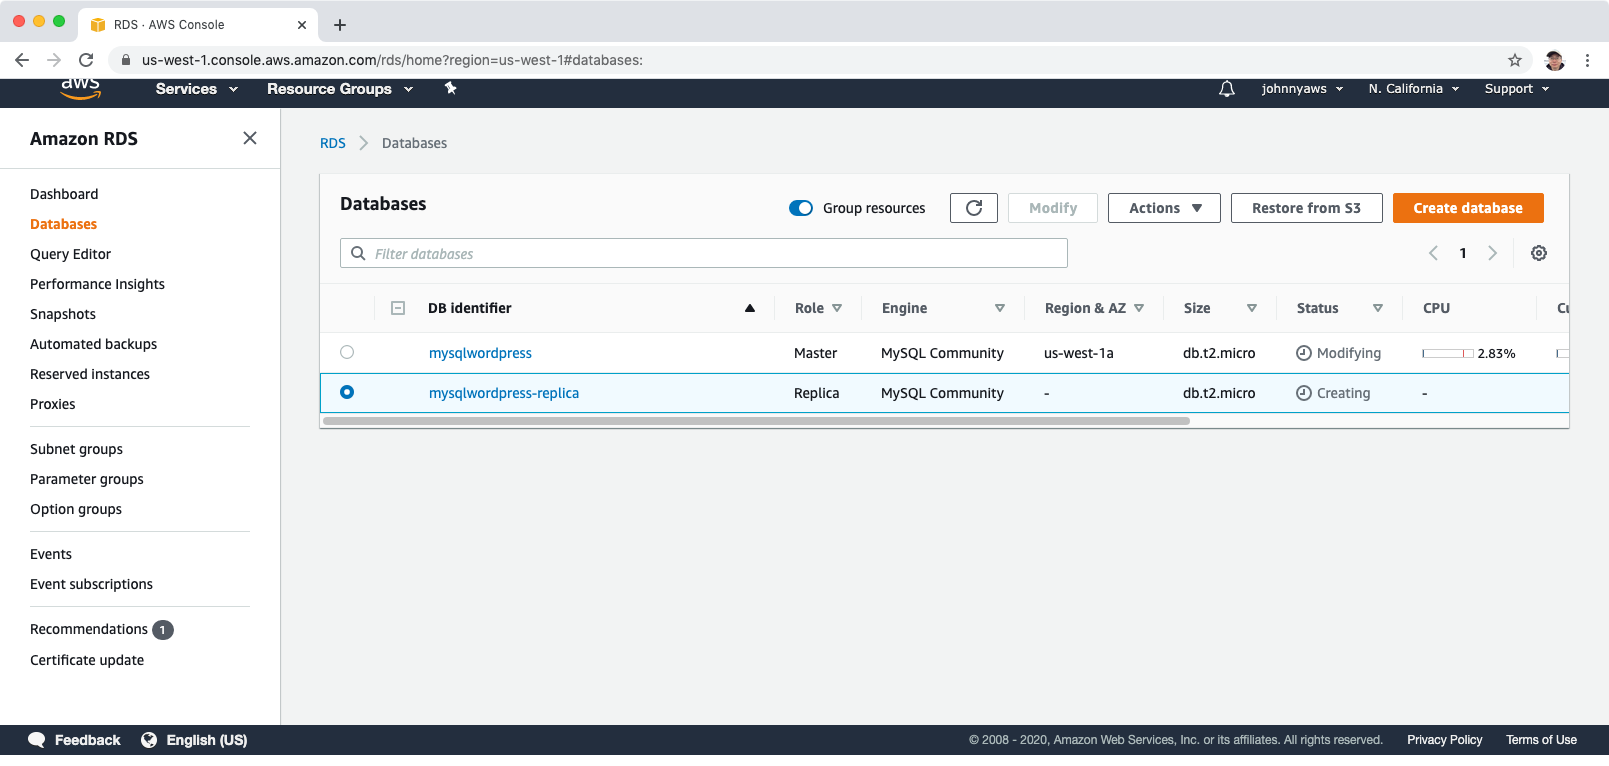 RDS · AWS Console
us-west-1.console.aws.amazon.com/rds/home?region=us-west-1#databases:
aws
Services
Resource Groups
johnnyaws
N. California
Support
Amazon RDS
Dashboard
Databases
Query Editor
Performance Insights
Snapshots
Automated backups
Reserved instances
Proxies
Subnet groups
Parameter groups
Option groups
Events
Event subscriptions
Recommendations 1
Certificate update
RDS Databases
Databases
Group resources
Modify
Actions
Restore from S3
Create database
Filter databases
1
DB identifier Role Engine Region & AZ Size Status CPU
mysqlwordpress Master MySQL Community us-west-1a db.t2.micro Modifying 2.83%
mysqlwordpress-replica Replica MySQL Community - db.t2.micro Creating -
Feedback
English (US)
© 2008 - 2020, Amazon Web Services, Inc. or its affiliates. All rights reserved.
Privacy Policy
Terms of Use